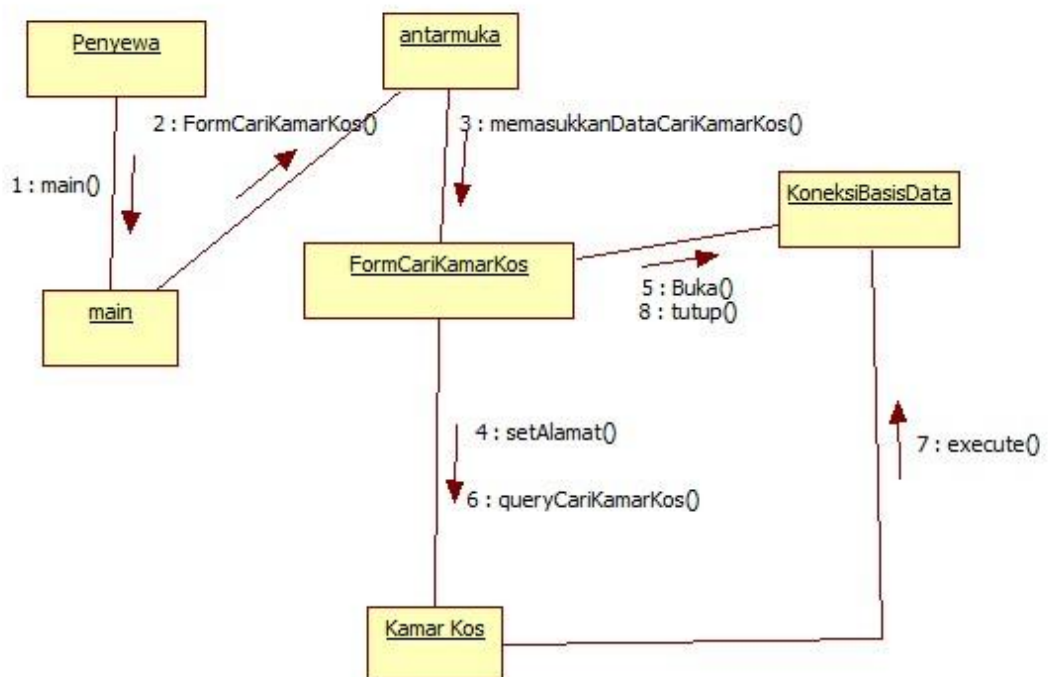 Penyewa
antarmuka
2 : FormCariKamarKos()
3 : memasukkanDataCariKamarKos()
1 : main()
KoneksiBasisData
FormCariKamarKos
5 : Buka()
8 : tutup()
main
4 : setAlamat()
7 : execute()
6 : queryCariKamarKos()
Kamar Kos